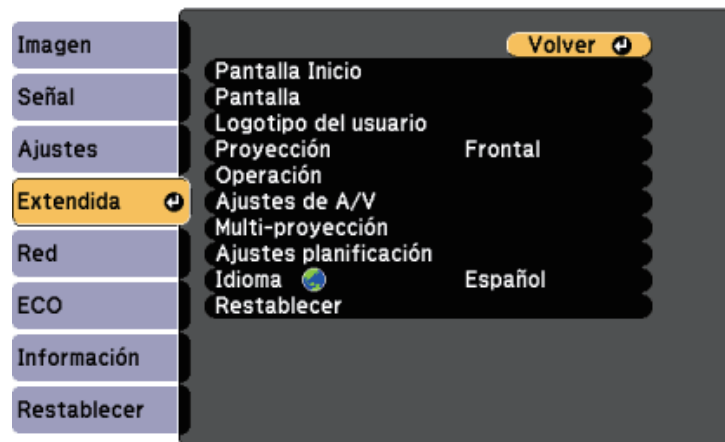 Imagen
Señal
Ajustes
Extendida
Red
ECO
Información
Restablecer
Volver
Pantalla Inicio
Pantalla
Logotipo del usuario
Proyección Frontal
Operación
Ajustes de A/V
Multi-proyección
Ajustes planificación
Idioma Español
Restablecer